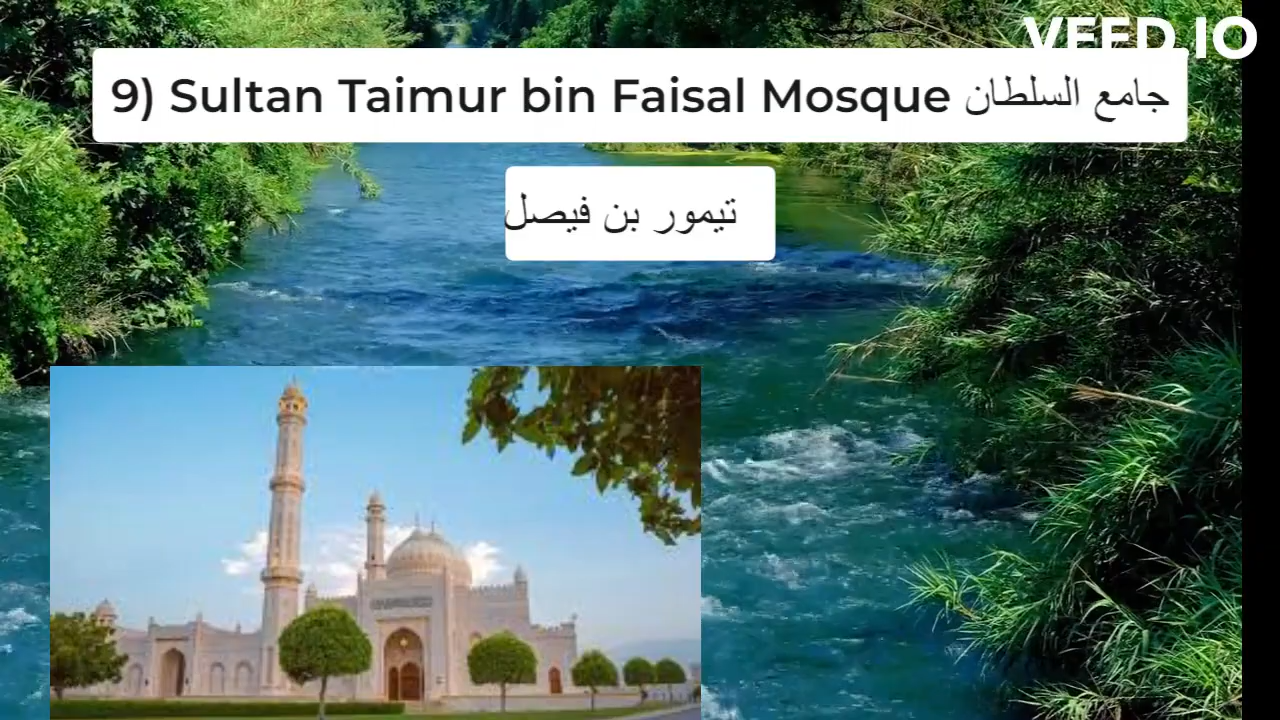 VEED.IO
9) Sultan Taimur bin Faisal Mosque جامع السلطان
تيمور بن فيصل